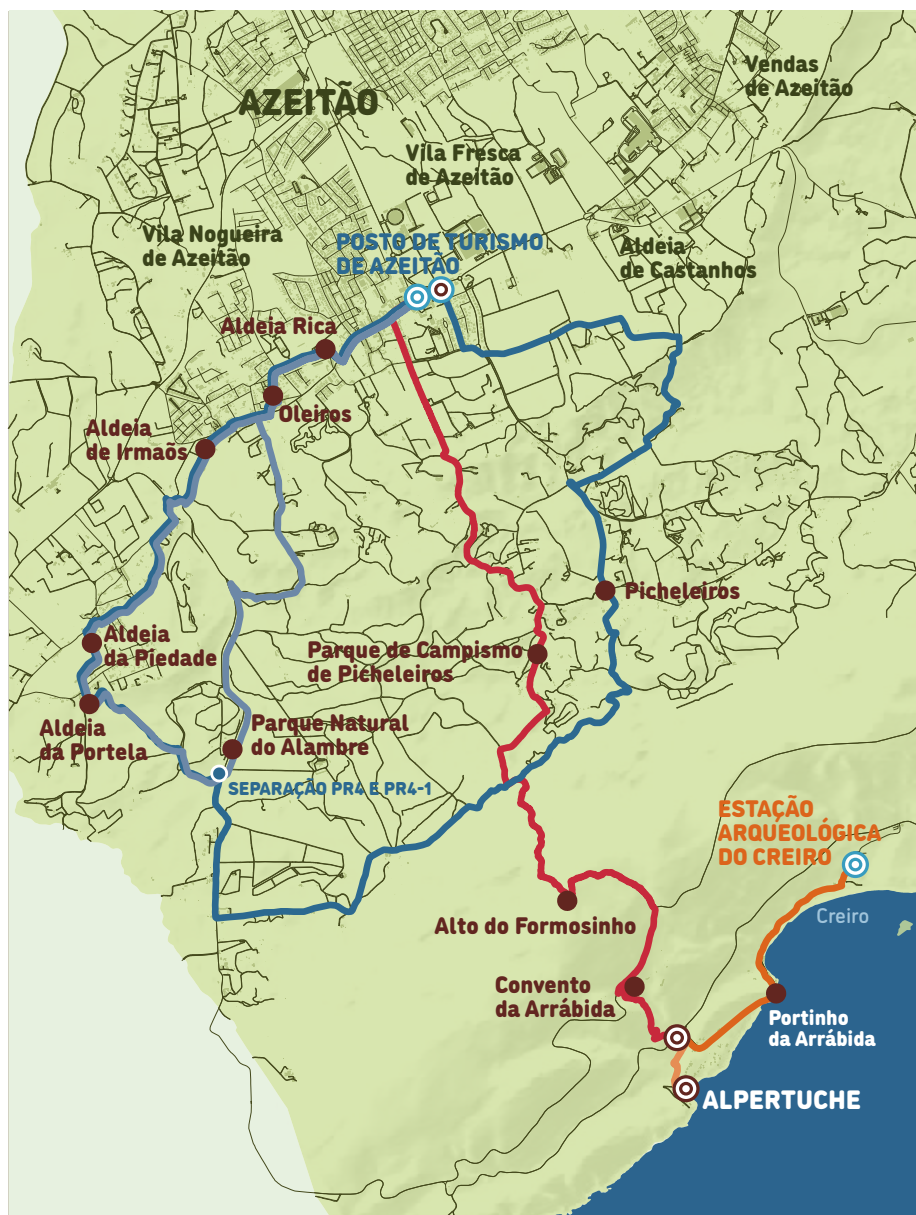 Vendas
de Azeitão
AZEITÃO
Vila Fresca
de Azeitão
Vila Nogueira
de Azeitão
POSTO DE TURISMO
DE AZEITÃO
Aldeia
de Castanhos
Aldeia Rica
Oleiros
Aldeia
de Irmaõs
Picheleiros
Aldeia
da Piedade
Parque de Campismo
de Picheleiros
Aldeia
da Portela
Parque Natural
do Alambre
SEPARAÇÃO PR4 E PR4-1
ESTAÇÃO
ARQUEOLÓGICA
DO CREIRO
Creiro
Alto do Formosinho
Convento
da Arrábida
Portinho
da Arrábida
ALPERTUCHE